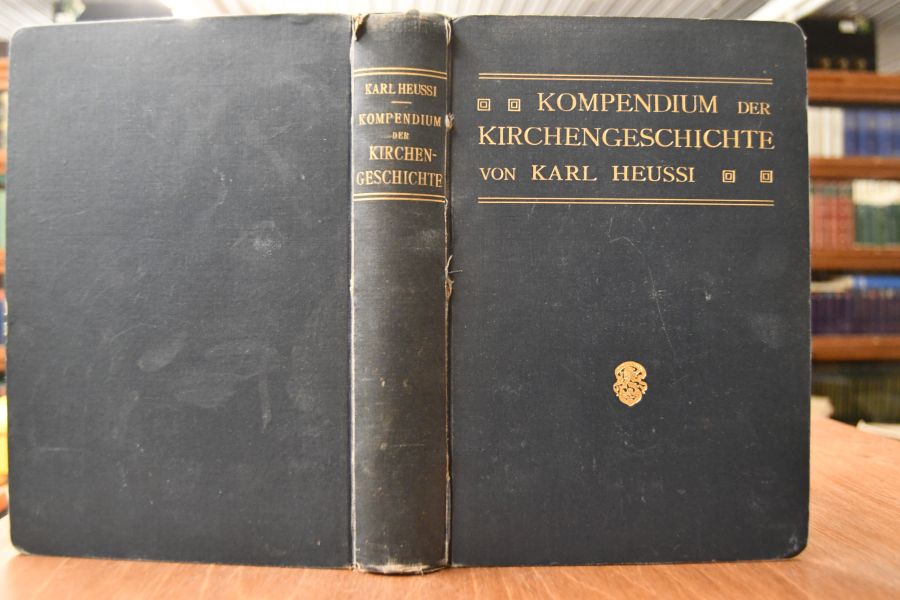 KARL HEUSSI
KOMPENDIUM
DER
KIRCHEN-
GESCHICHTE
KOMPENDIUM DER
KIRCHENGESCHICHTE
VON KARL HEUSSI